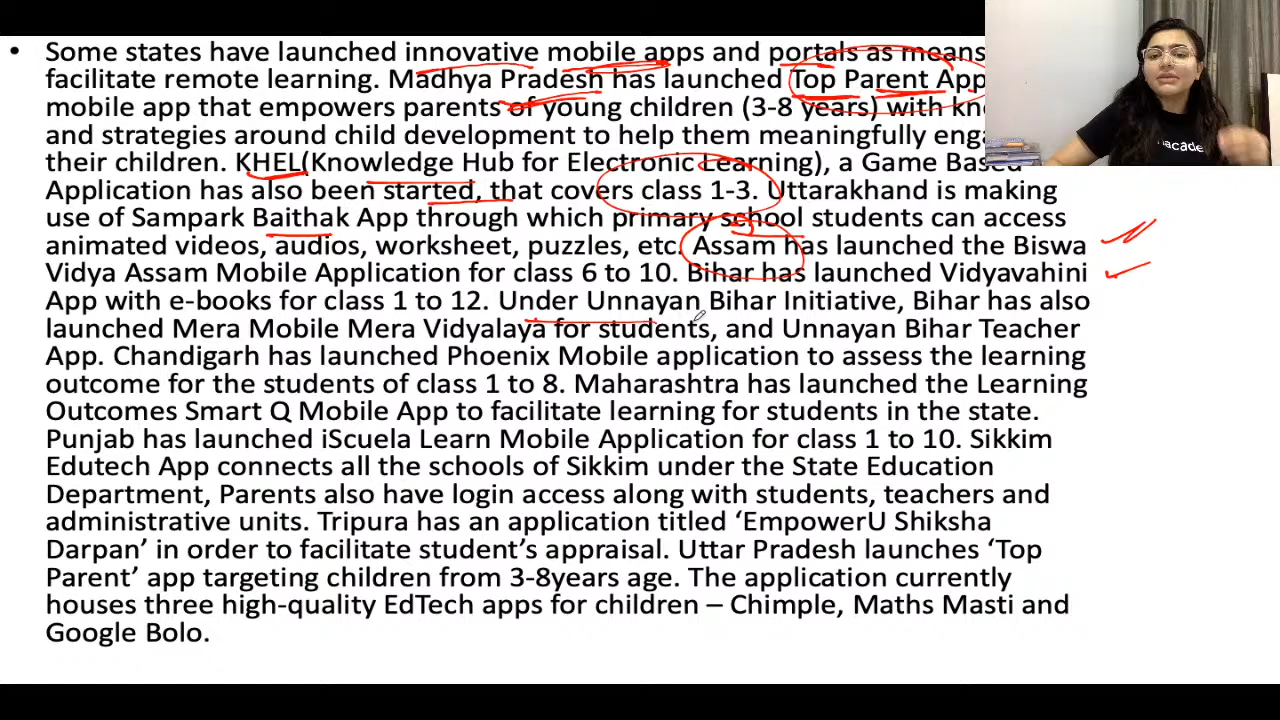 • Some states have launched innovative mobile apps and portals as means
facilitate remote learning. Madhya Pradesh has launched Top Parent App
mobile app that empowers parents of young children (3-8 years) with
and strategies around child development to help them meaningfully
their children. KHEL(Knowledge Hub for Electronic Learning), a Game Based
Application has also been started, that covers class 1-3. Uttarakhand is making
use of Sampark Baithak App through which primary school students can access
animated videos, audios, worksheet, puzzles, etc. Assam has launched the Biswa
Vidya Assam Mobile Application for class 6 to 10. Bihar has launched Vidyavahini
App with e-books for class 1 to 12. Under Unnayan Bihar Initiative, Bihar has also
launched Mera Mobile Mera Vidyalaya for students, and Unnayan Bihar Teacher
App. Chandigarh has launched Phoenix Mobile application to assess the learning
outcome for the students of class 1 to 8. Maharashtra has launched the Learning
Outcomes Smart Q Mobile App to facilitate learning for students in the state.
Punjab has launched iScuela Learn Mobile Application for class 1 to 10. Sikkim
Edutech App connects all the schools of Sikkim under the State Education
Department, Parents also have login access along with students, teachers and
administrative units. Tripura has an application titled ‘EmpowerU Shiksha
Darpan’ in order to facilitate student’s appraisal. Uttar Pradesh launches ‘Top
Parent’ app targeting children from 3-8years age. The application currently
houses three high-quality EdTech apps for children – Chimple, Maths Masti and
Google Bolo.